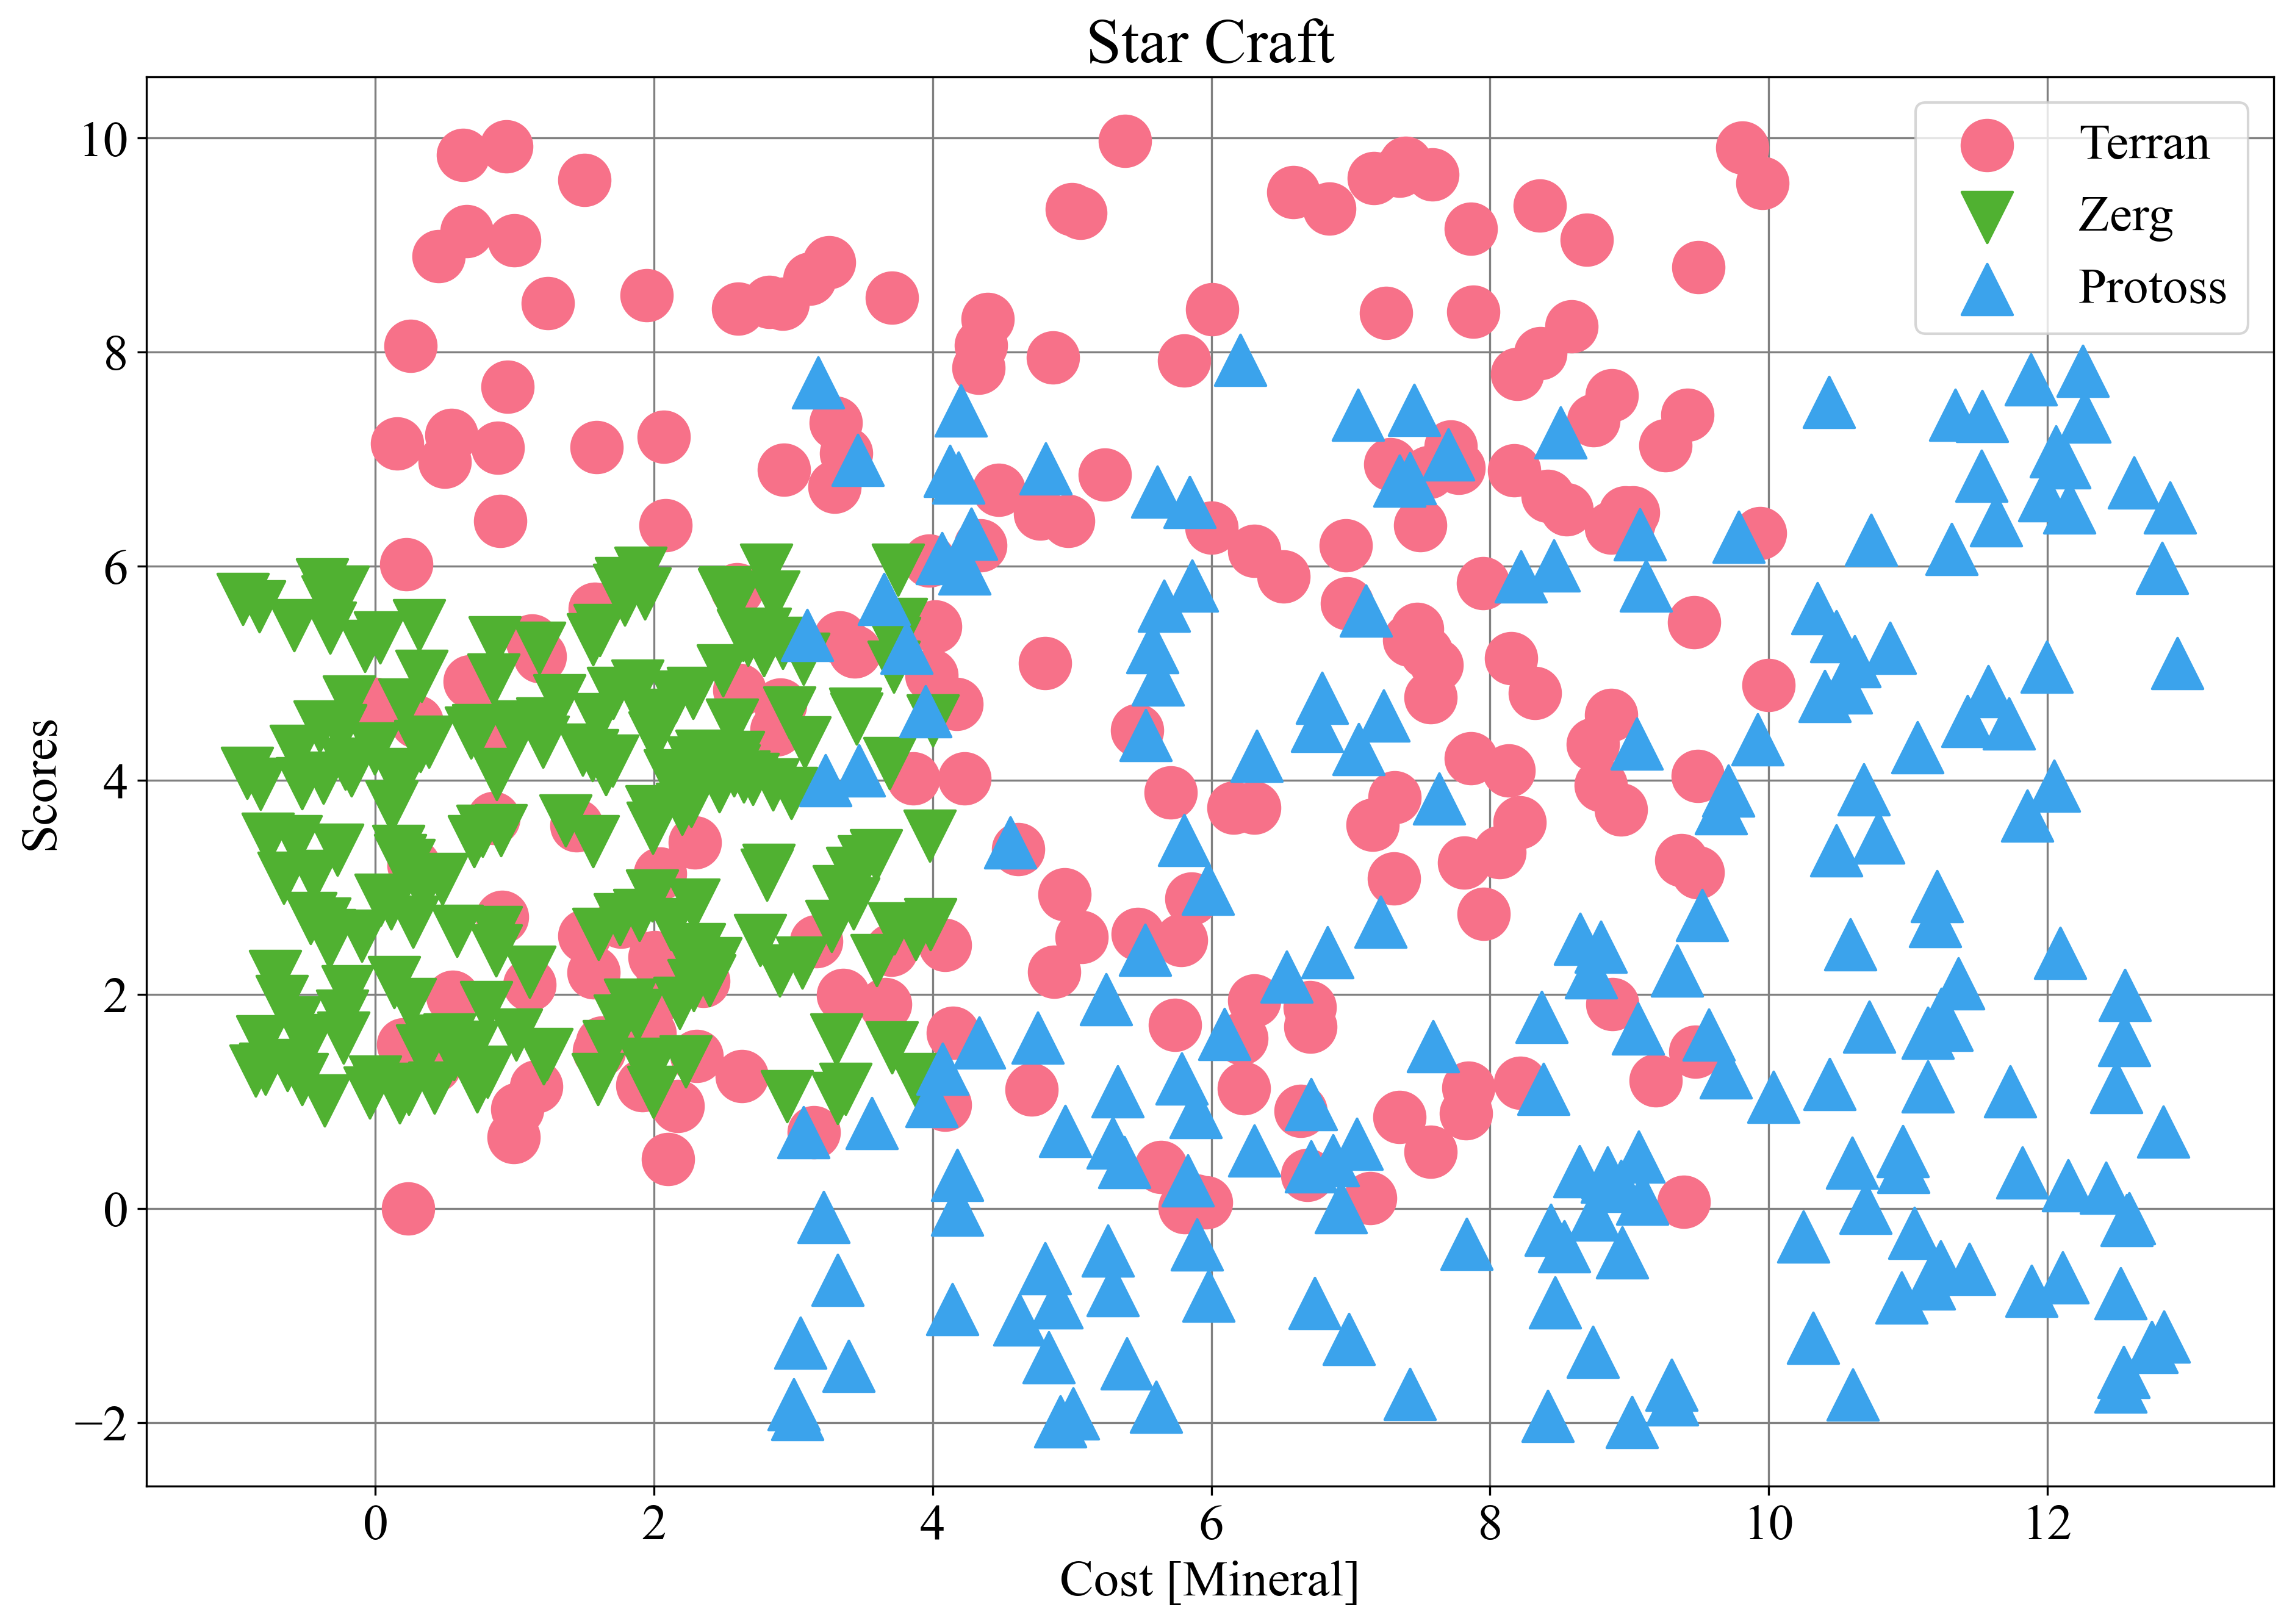 Star Craft
Terran
Zerg
Protoss
10
8
6
4
2
0
−2
Scores
0 2 4 6 8 10 12
Cost [Mineral]